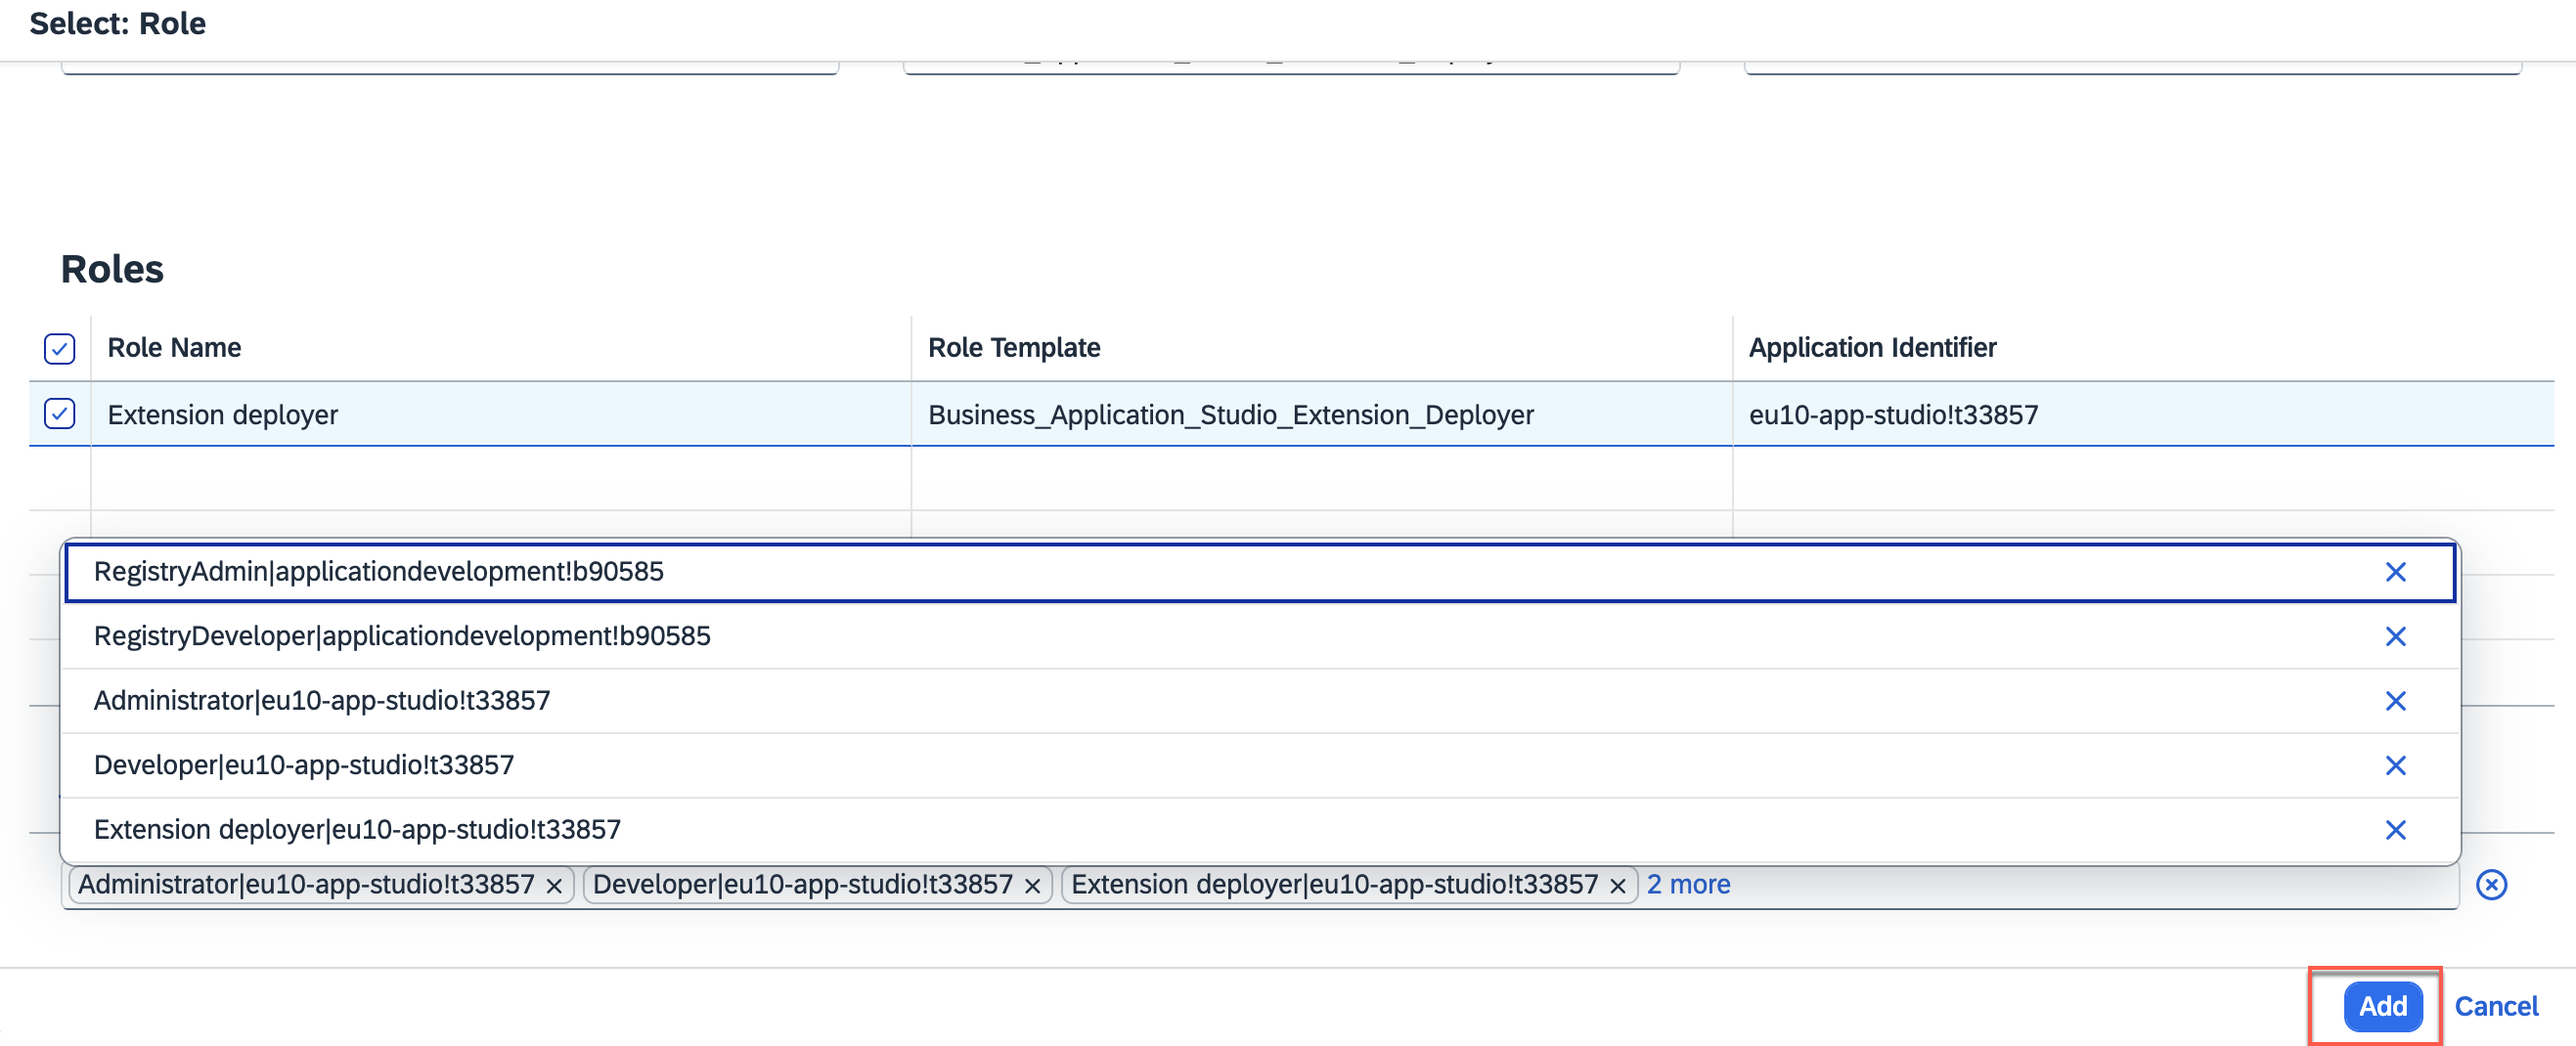 Select: Role
Roles
Role Name Role Template Application Identifier
Extension deployer Business_Application_Studio_Extension_Deployer eu10-app-studio!t33857
RegistryAdmin|applicationdevelopment!b90585
RegistryDeveloper|applicationdevelopment!b90585
Administrator|eu10-app-studio!t33857
Developer|eu10-app-studio!t33857
Extension deployer|eu10-app-studio!t33857
Administrator|eu10-app-studio!t33857 Developer|eu10-app-studio!t33857 Extension deployer|eu10-app-studio!t33857 2 more
Add Cancel